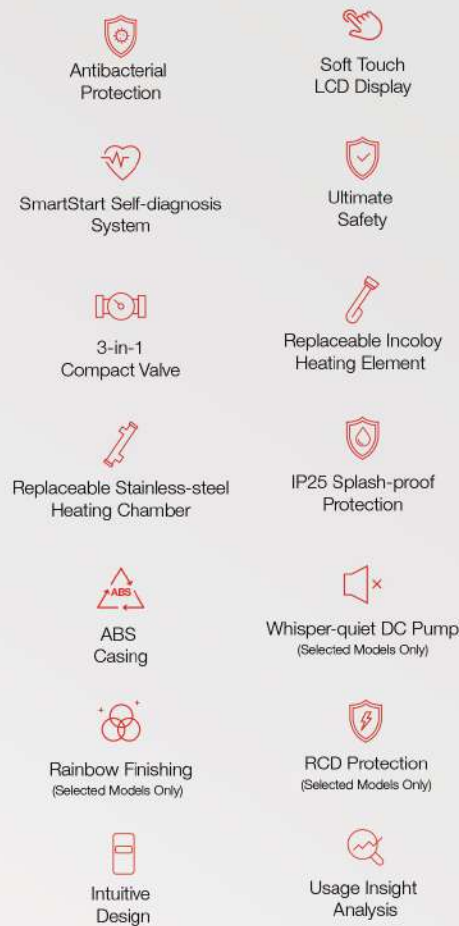 Antibacterial
Protection
Soft Touch
LCD Display
SmartStart Self-diagnosis
System
Ultimate
Safety
3-in-1
Compact Valve
Replaceable Incoloy
Heating Element
Replaceable Stainless-steel
Heating Chamber
IP25 Splash-proof
Protection
ABS
ABS
Casing
Whisper-quiet DC Pump
(Selected Models Only)
Rainbow Finishing
(Selected Models Only)
RCD Protection
(Selected Models Only)
Intuitive
Design
Usage Insight
Analysis